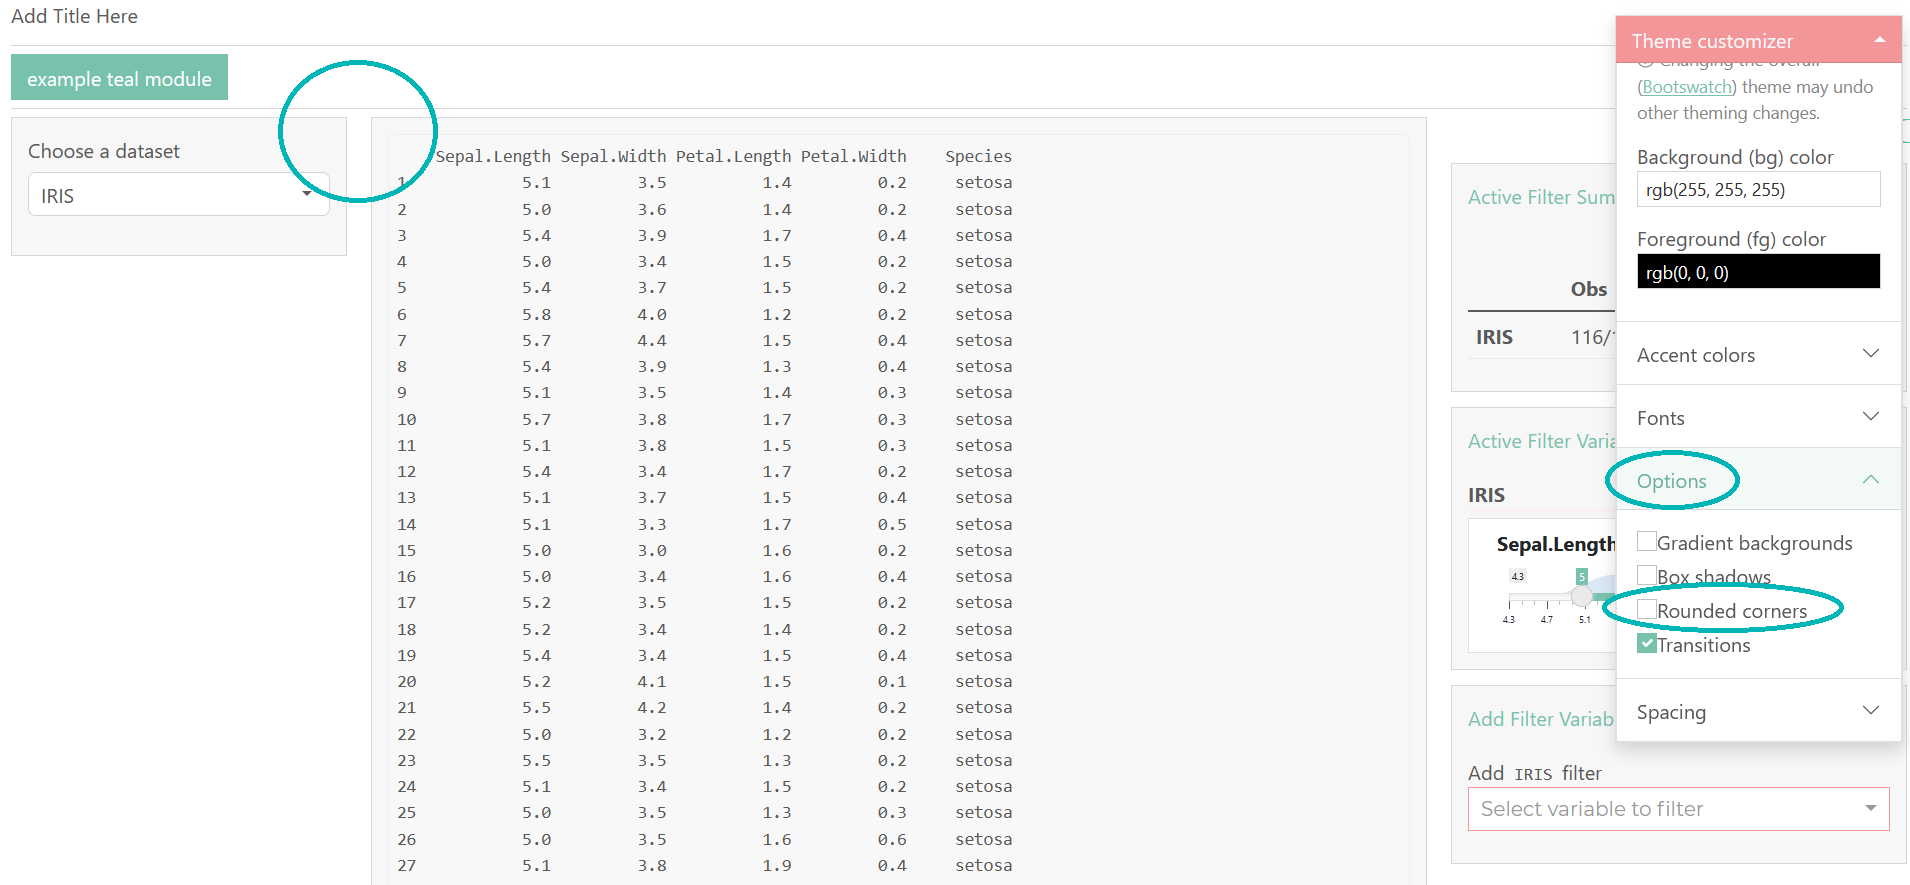 Add Title Here
example teal module
Choose a dataset
IRIS
Sepal.Length Sepal.Width Petal.Length Petal.Width Species
1 5.1 3.5 1.4 0.2 setosa
2 5.0 3.6 1.4 0.2 setosa
3 5.4 3.9 1.7 0.4 setosa
4 5.0 3.4 1.5 0.2 setosa
5 5.4 3.7 1.5 0.2 setosa
6 5.8 4.0 1.2 0.2 setosa
7 5.7 4.4 1.5 0.4 setosa
8 5.4 3.9 1.3 0.4 setosa
9 5.1 3.5 1.4 0.3 setosa
10 5.7 3.8 1.7 0.3 setosa
11 5.1 3.8 1.5 0.3 setosa
12 5.4 3.4 1.7 0.2 setosa
13 5.1 3.7 1.5 0.4 setosa
14 5.1 3.3 1.7 0.5 setosa
15 5.0 3.0 1.6 0.2 setosa
16 5.0 3.4 1.6 0.4 setosa
17 5.2 3.5 1.5 0.2 setosa
18 5.2 3.4 1.4 0.2 setosa
19 5.4 3.4 1.5 0.4 setosa
20 5.2 4.1 1.5 0.1 setosa
21 5.5 4.2 1.4 0.2 setosa
22 5.0 3.2 1.2 0.2 setosa
23 5.5 3.5 1.3 0.2 setosa
24 5.1 3.4 1.5 0.2 setosa
25 5.0 3.5 1.3 0.3 setosa
26 5.0 3.5 1.6 0.6 setosa
27 5.1 3.8 1.9 0.4 setosa
Active Filter Sum
Obs
IRIS 116/
Active Filter Varia
IRIS
Sepal.Length
4.3 5
4.3 4.7 5.1
Add Filter Variab
Add IRIS filter
Select variable to filter
Theme customizer
Changing the overall
(Bootswatch) theme may undo
other theming changes.
Background (bg) color
rgb(255, 255, 255)
Foreground (fg) color
rgb(0, 0, 0)
Accent colors
Fonts
Options
Gradient backgrounds
Box shadows
Rounded corners
Transitions
Spacing